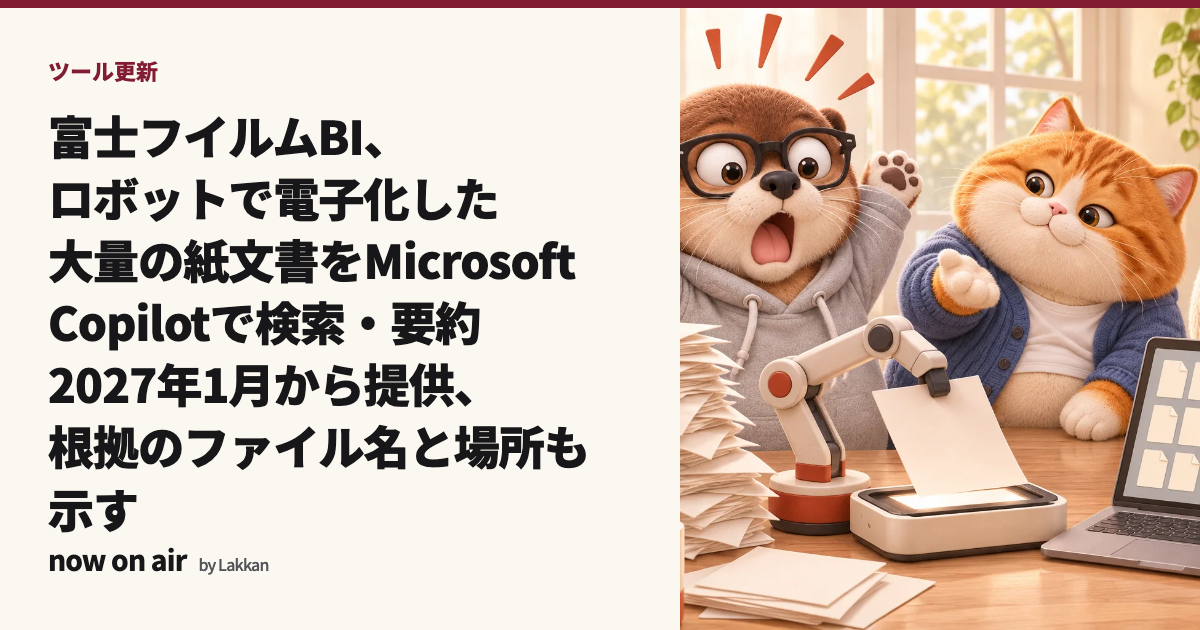 ツール更新
富士フイルムBI、
ロボットで電子化した
大量の紙文書をMicrosoft
Copilotで検索・要約
2027年1月から提供、
根拠のファイル名と場所も
示す
now on air by Lakkan